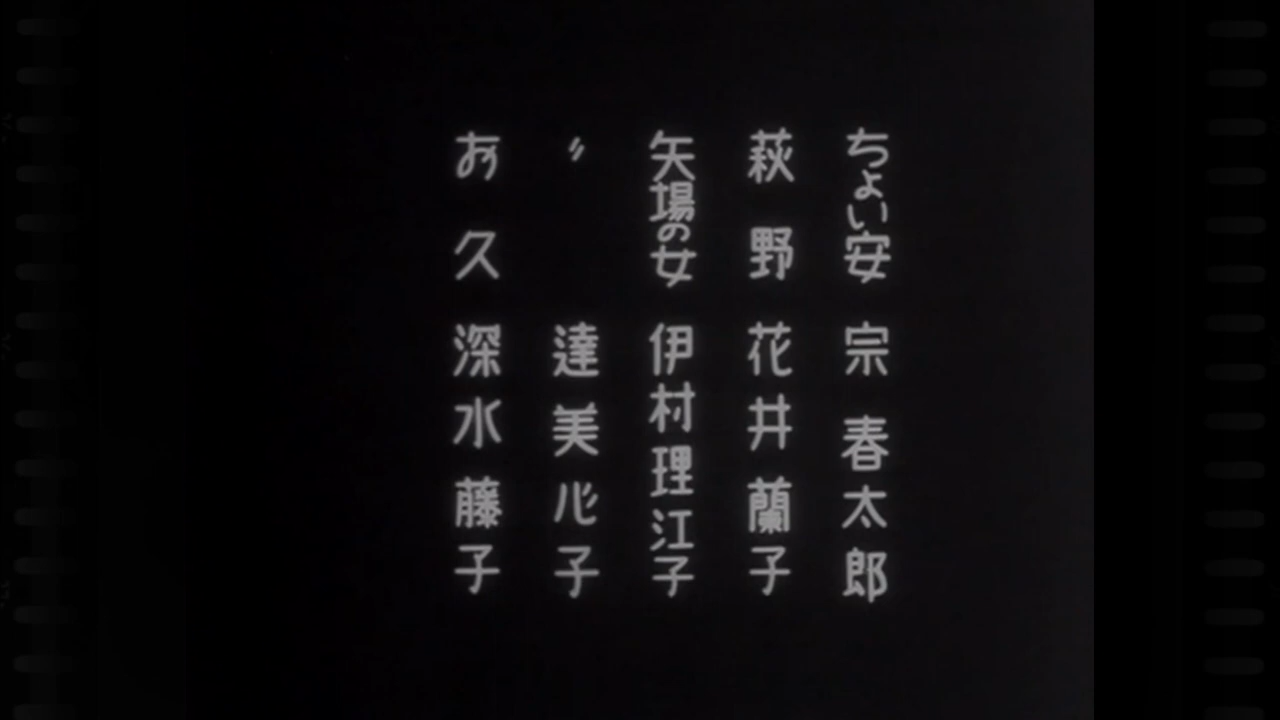 ちょい安 宗春太郎
萩野 花井蘭子
矢場の女 伊村理江子
〃 達美心子
お久 深水藤子